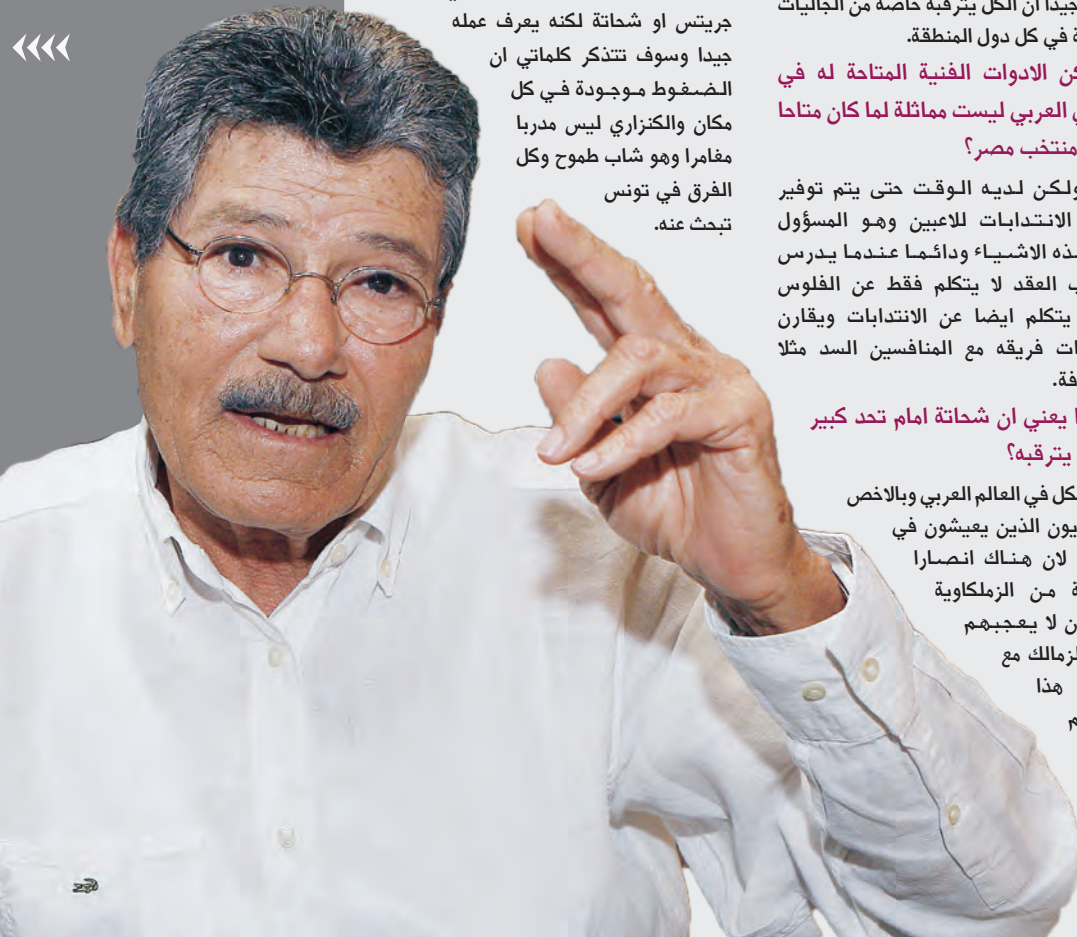 جيدا ان الكل يترقبه خاصة من الجاليات
في كل دول المنطقة.
الادوات الفنية المتاحة له في
العربي ليست مماثلة لما كان متاحا
منتخب مصر؟
ولكن لديه الوقت حتى يتم توفير
الانتدابات للاعبين وهو المسؤول
الاشياء ودائما عندما يدرس
العقد لا يتكلم فقط عن الفلوس
يتكلم ايضا عن الانتدابات ويقارن
فريقه مع المنافسين السد مثلا
يعني ان شحاتة امام تحد كبير
يترقبه؟
في العالم العربي وبالاخص
الذين يعيشون في
لان هناك انصارا
من الزملكاوية
لا يعجبهم
مع
هذا
جريتس او شحاتة لكنه يعرف عمله
جيدا وسوف تتذكر كلماتي ان
الضغوط موجودة في كل
مكان والكنزاري ليس مدربا
مغامرا وهو شاب طموح وكل
الفرق في تونس
تبحث عنه.